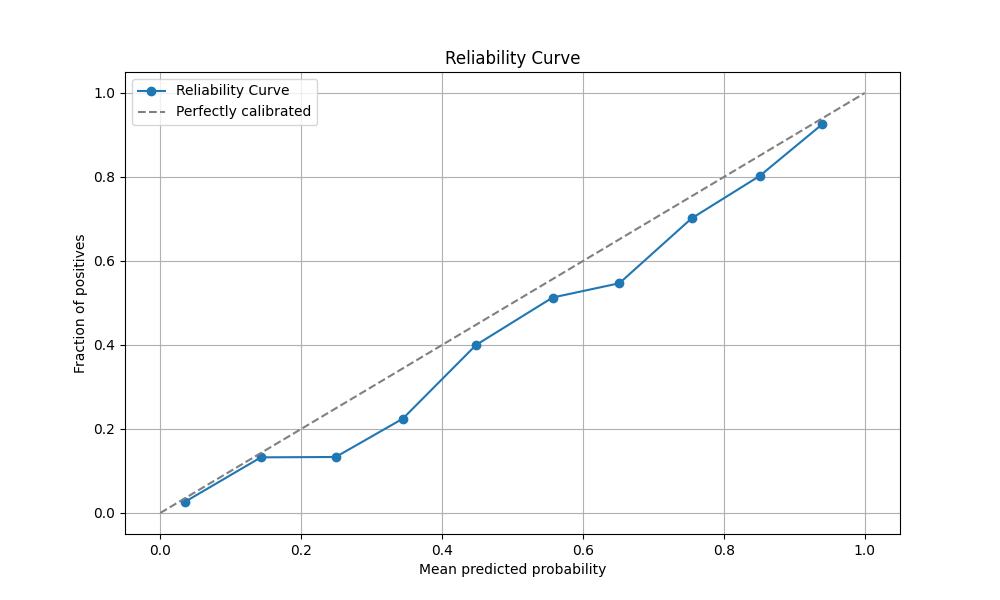 Reliability Curve
Reliability Curve
Perfectly calibrated
1.0
0.8
0.6
0.4
0.2
0.0
Fraction of positives
0.0 0.2 0.4 0.6 0.8 1.0
Mean predicted probability